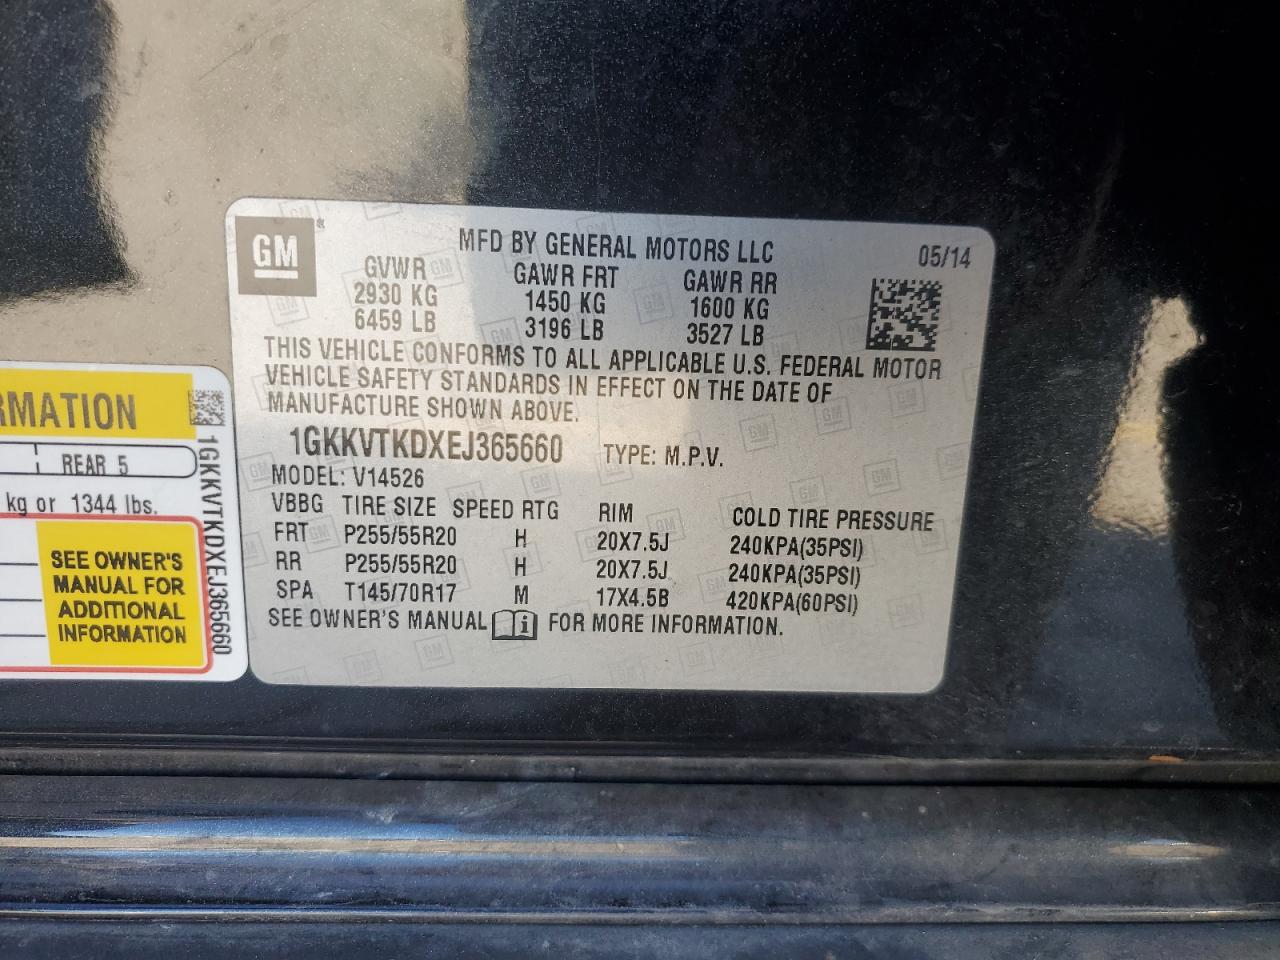 GM
MFD BY GENERAL MOTORS LLC 05/14
GVWR GAWR FRT GAWR RR
2930 KG 1450 KG 1600 KG
6459 LB 3196 LB 3527 LB
THIS VEHICLE CONFORMS TO ALL APPLICABLE U.S. FEDERAL MOTOR
VEHICLE SAFETY STANDARDS IN EFFECT ON THE DATE OF
MANUFACTURE SHOWN ABOVE.
1GKKVTKDXEJ365660 TYPE: M.P.V.
MODEL: V14526
VBBG TIRE SIZE SPEED RTG RIM COLD TIRE PRESSURE
FRT P255/55R20 H 20X7.5J 240KPA(35PSI)
RR P255/55R20 H 20X7.5J 240KPA(35PSI)
SPA T145/70R17 M 17X4.5B 420KPA(60PSI)
SEE OWNER'S MANUAL FOR MORE INFORMATION.
RMATION
REAR 5
kg or 1344 lbs.
SEE OWNER'S
MANUAL FOR
ADDITIONAL
INFORMATION
1GKKVTKDXEJ365660